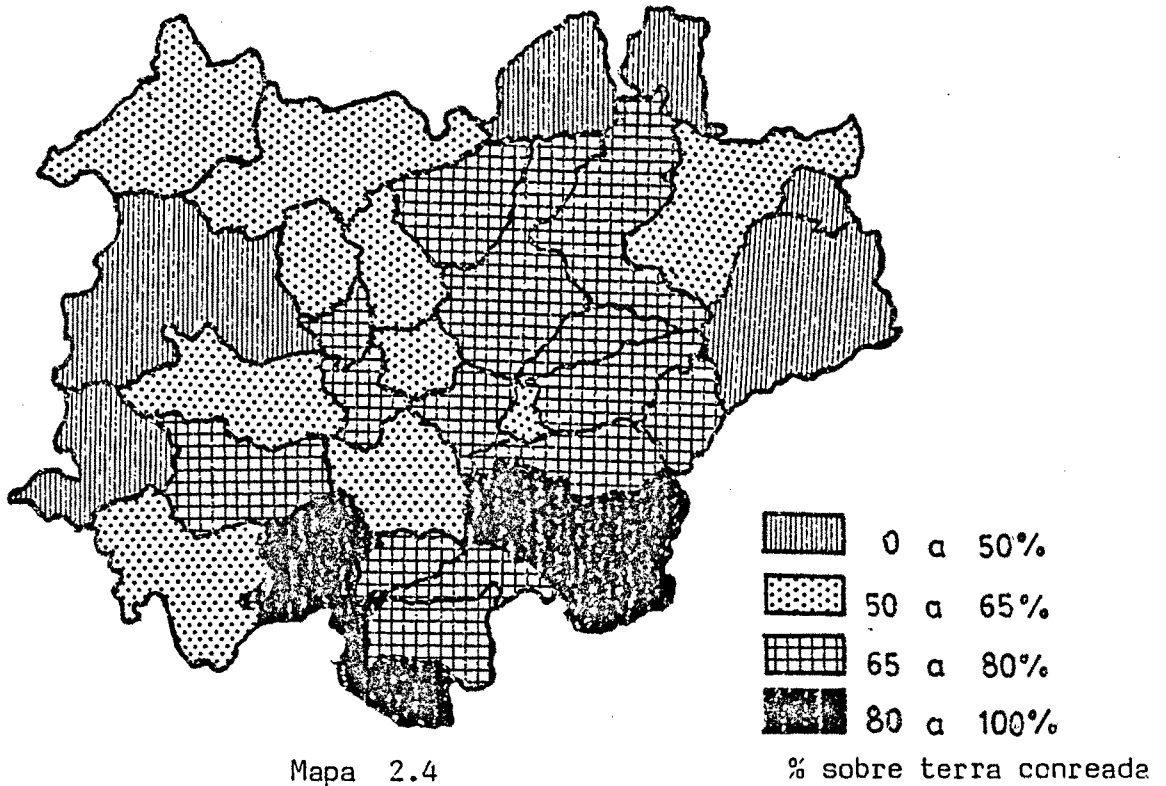 0 a 50%
50 a 65%
65 a 80%
80 a 100%
Mapa 2.4
% sobre terra conreada